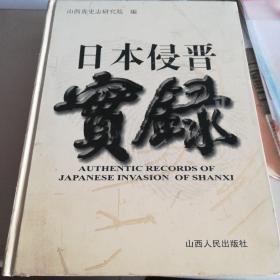 山西省史志研究院 编
日本侵晋
實録
AUTHENTIC RECORDS OF
JAPANESE INVASION OF SHANXI
山西人民出版社